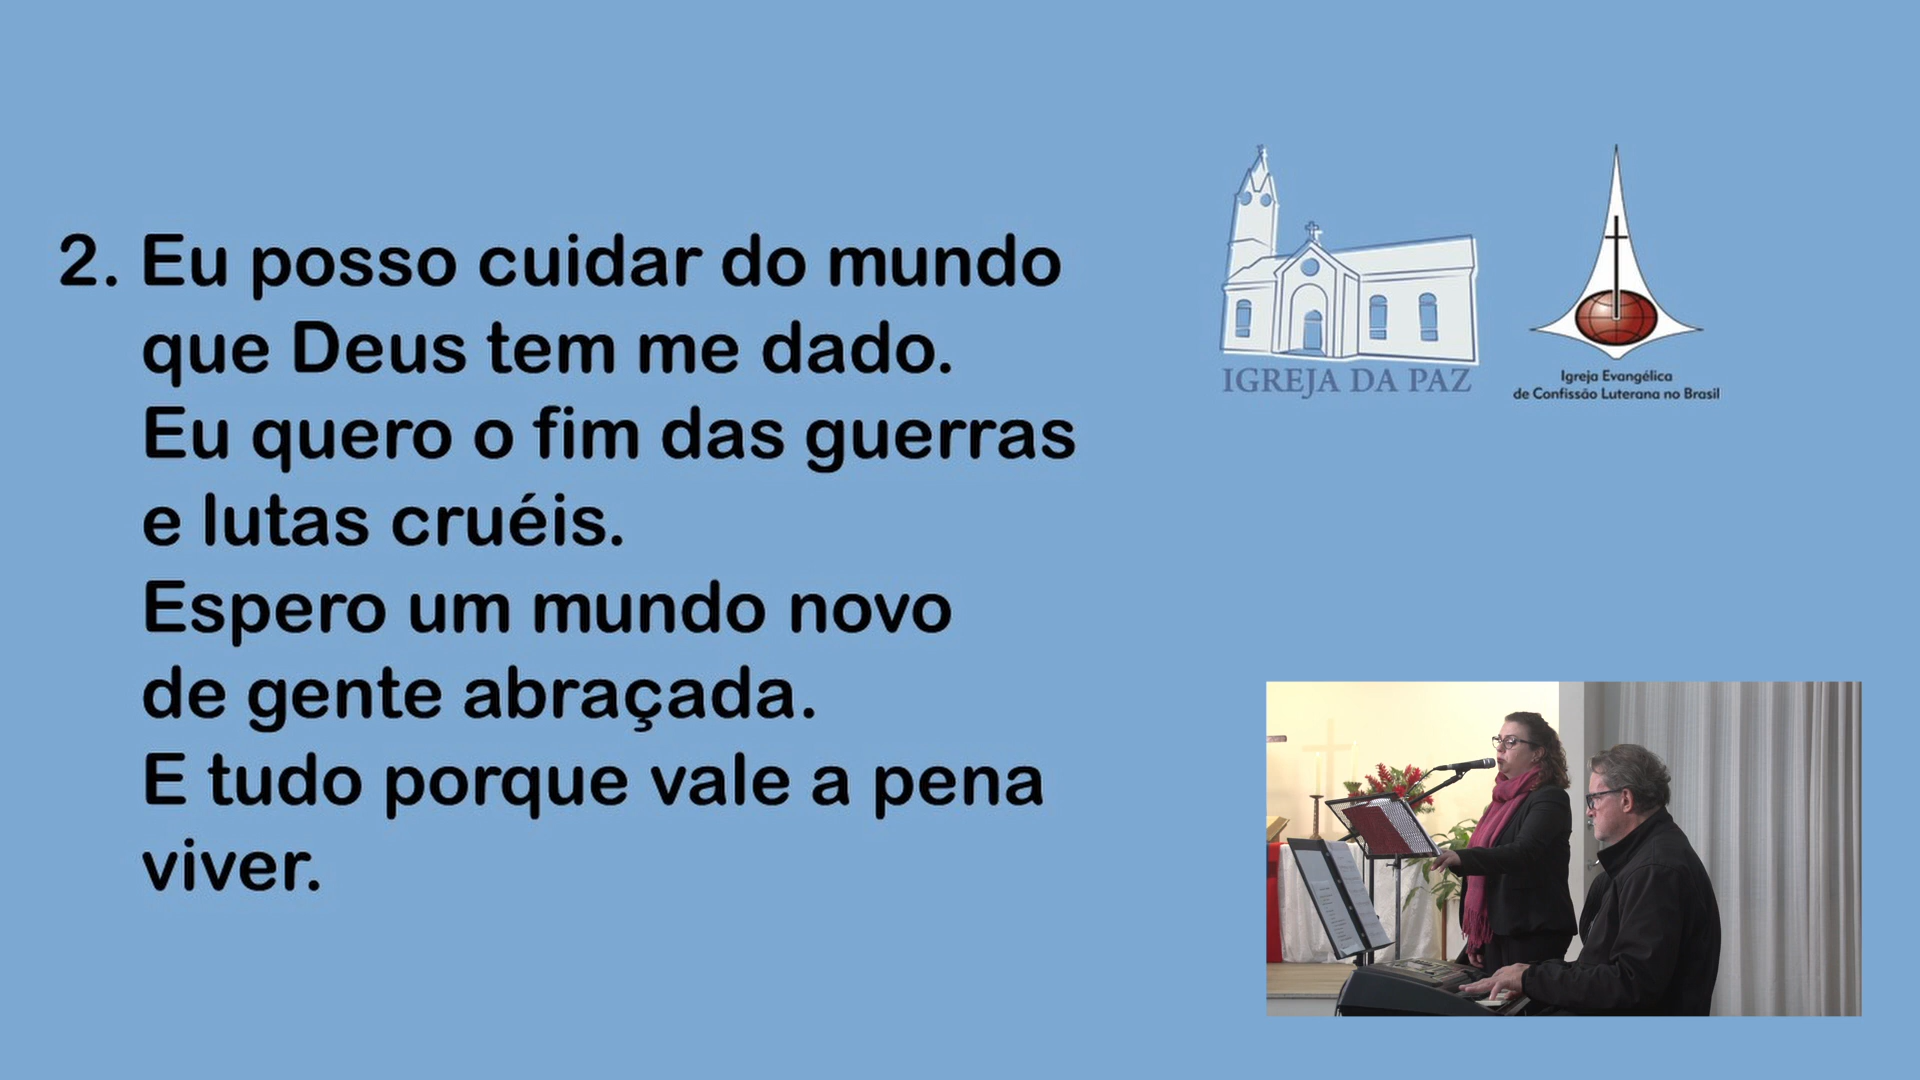 2. Eu posso cuidar do mundo
que Deus tem me dado.
Eu quero o fim das guerras
e lutas cruéis.
Espero um mundo novo
de gente abraçada.
E tudo porque vale a pena
viver.
IGREJA DA PAZ
Igreja Evangélica
de Confissão Luterana no Brasil